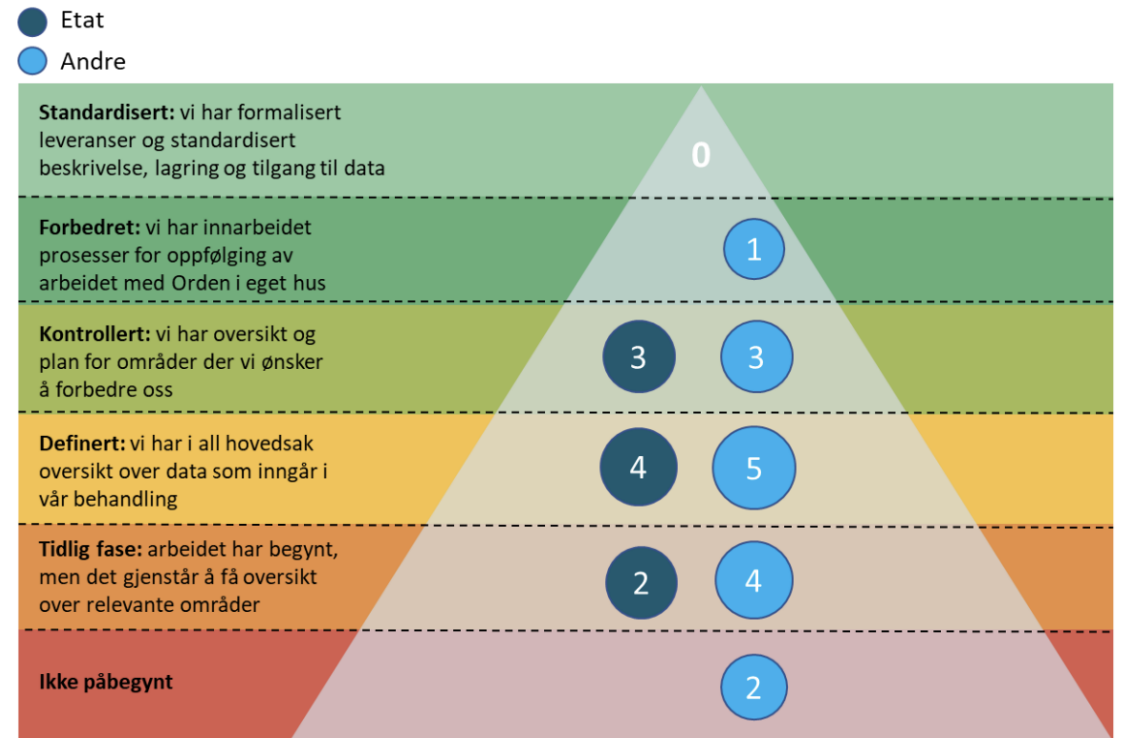 Etat
Andre
Standardisert: vi har formalisert
leveranser og standardisert
beskrivelse, lagring og tilgang til data
0
Forbedret: vi har innarbeidet
prosesser for oppfølging av
arbeidet med Orden i eget hus
1
Kontrollert: vi har oversikt og
plan for områder der vi ønsker
å forbedre oss
3 3
Definert: vi har i all hovedsak
oversikt over data som inngår i
vår behandling
4 5
Tidlig fase: arbeidet har begynt,
men det gjenstår å få oversikt
over relevante områder
2 4
Ikke påbegynt
2